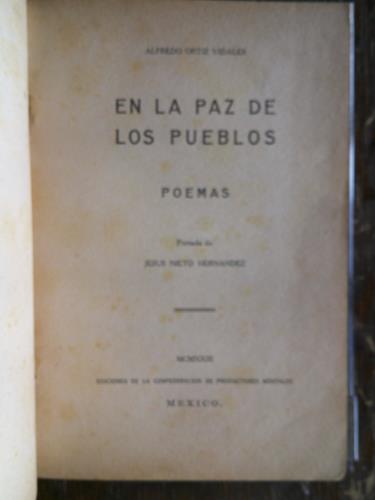 ALFREDO ORTIZ VIDALES
EN LA PAZ DE
LOS PUEBLOS
POEMAS
Portada de
JESUS NIETO HERNANDEZ
EDICIONES DE LA CONFEDERACION DE PRODUCTORES MENTALES
MEXICO.